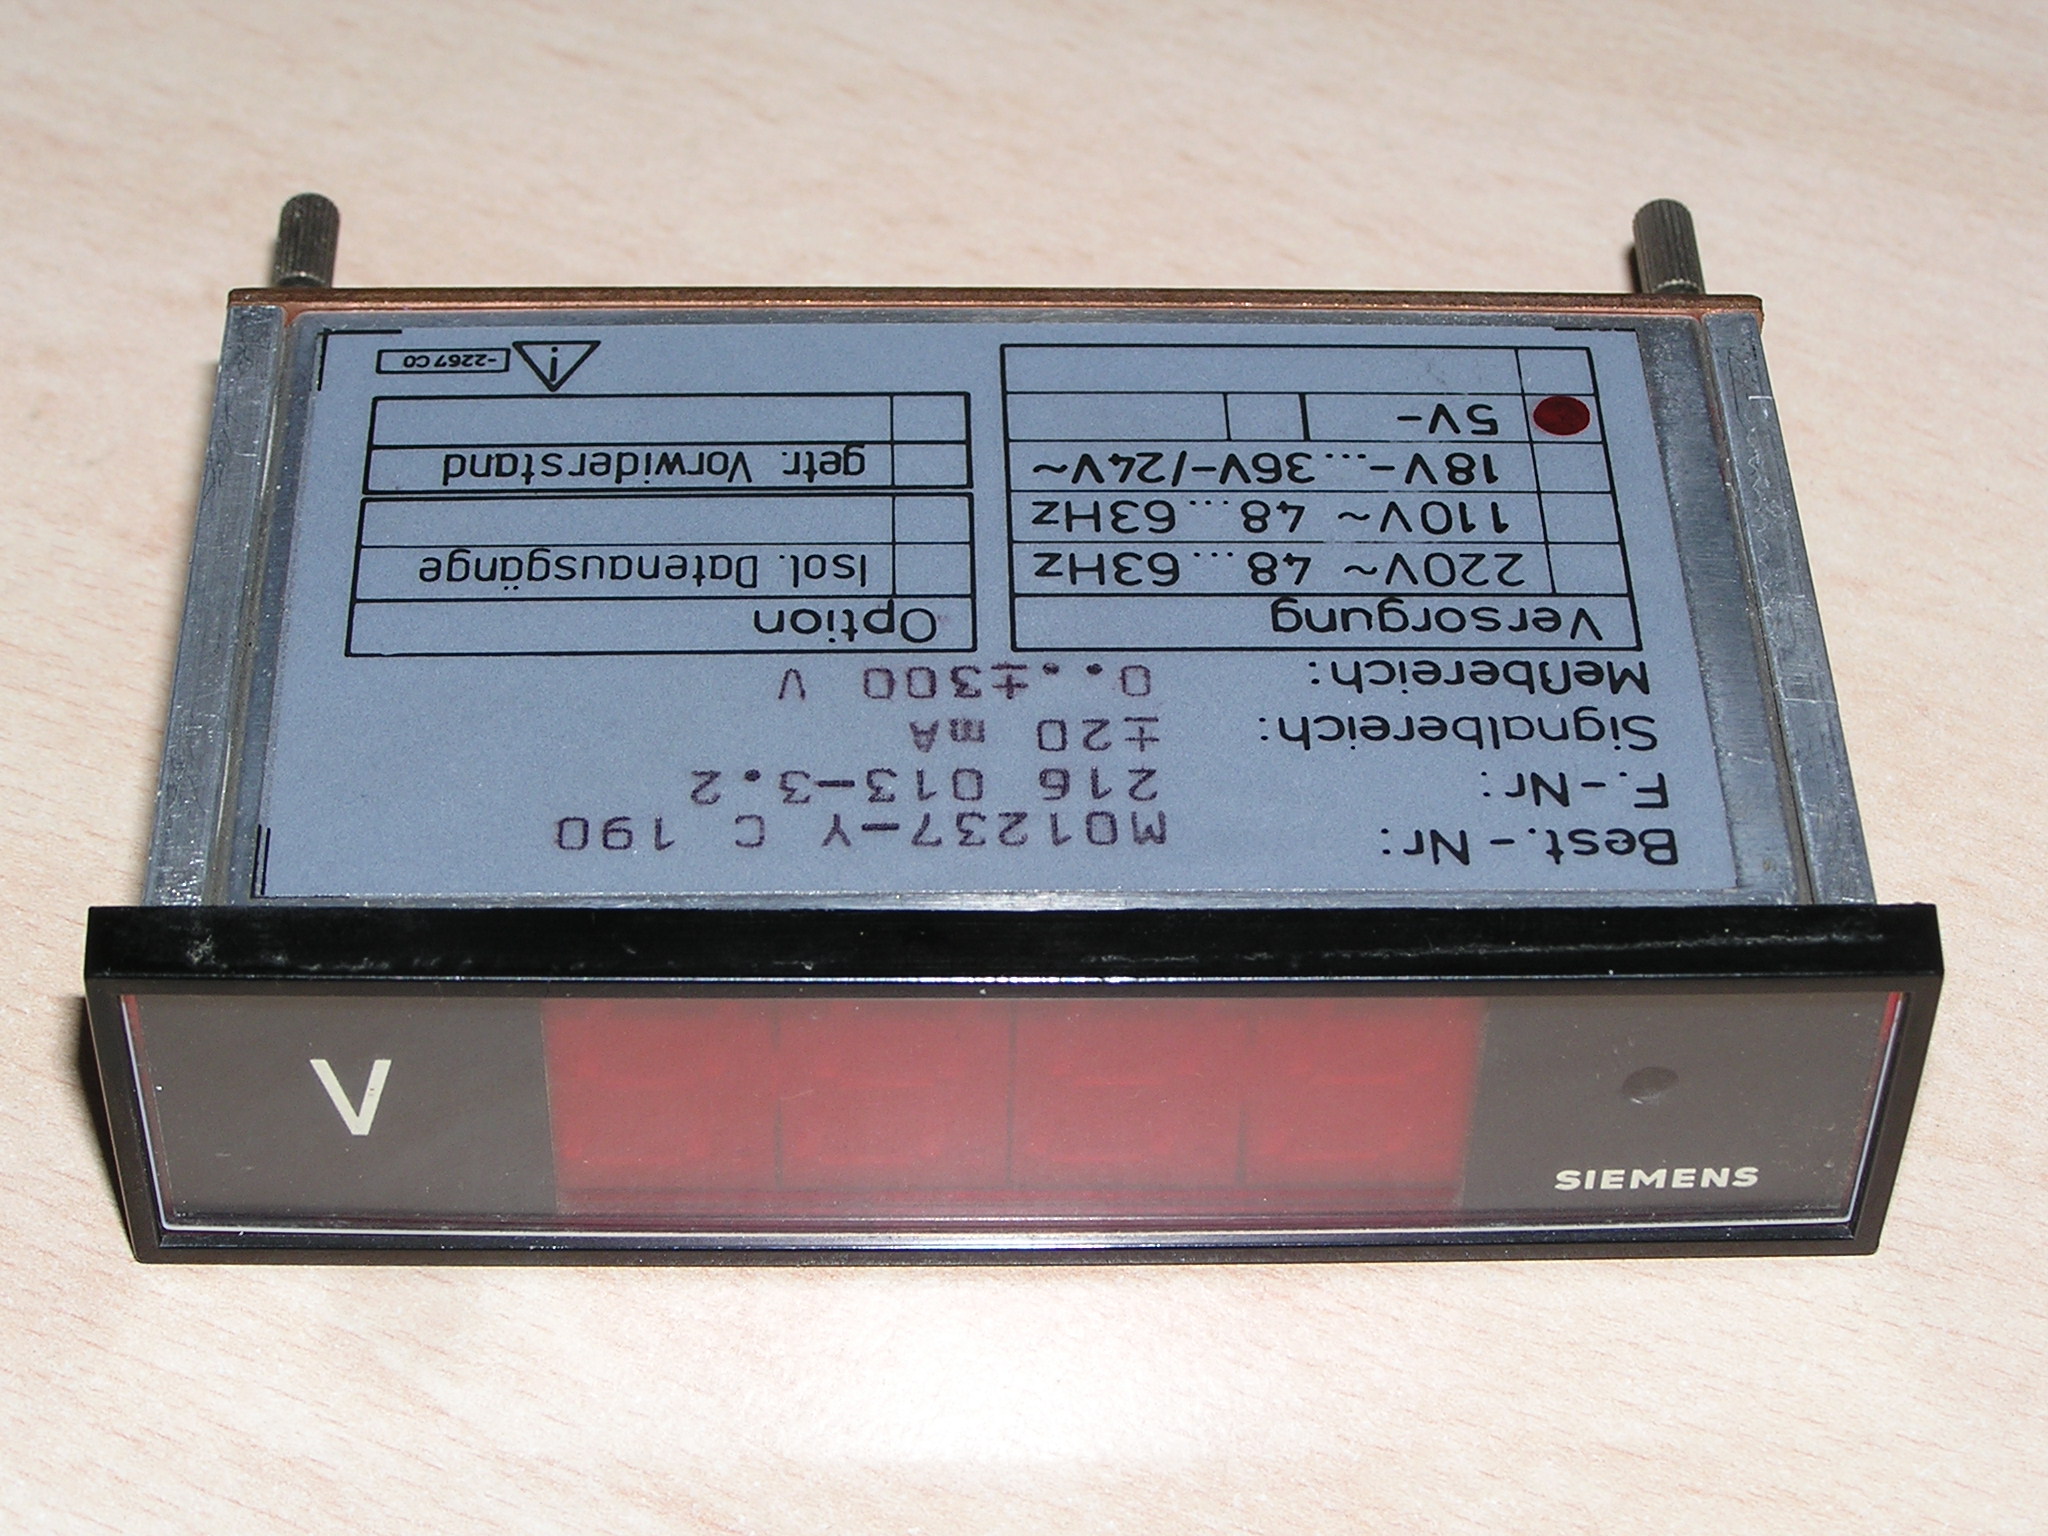 Best.-Nr: M01237-Y C 190
F.-Nr: 216 013-3.2
Signalbereich: ±20 mA
Meßbereich: 0..±300 V
Versorgung
220V~ 48...63Hz
110V~ 48...63Hz
18V-...36V-/24V~
5V-
Option
Isol. Datenausgänge
getr. Vorwiderstand
i -2267 C0
V
SIEMENS